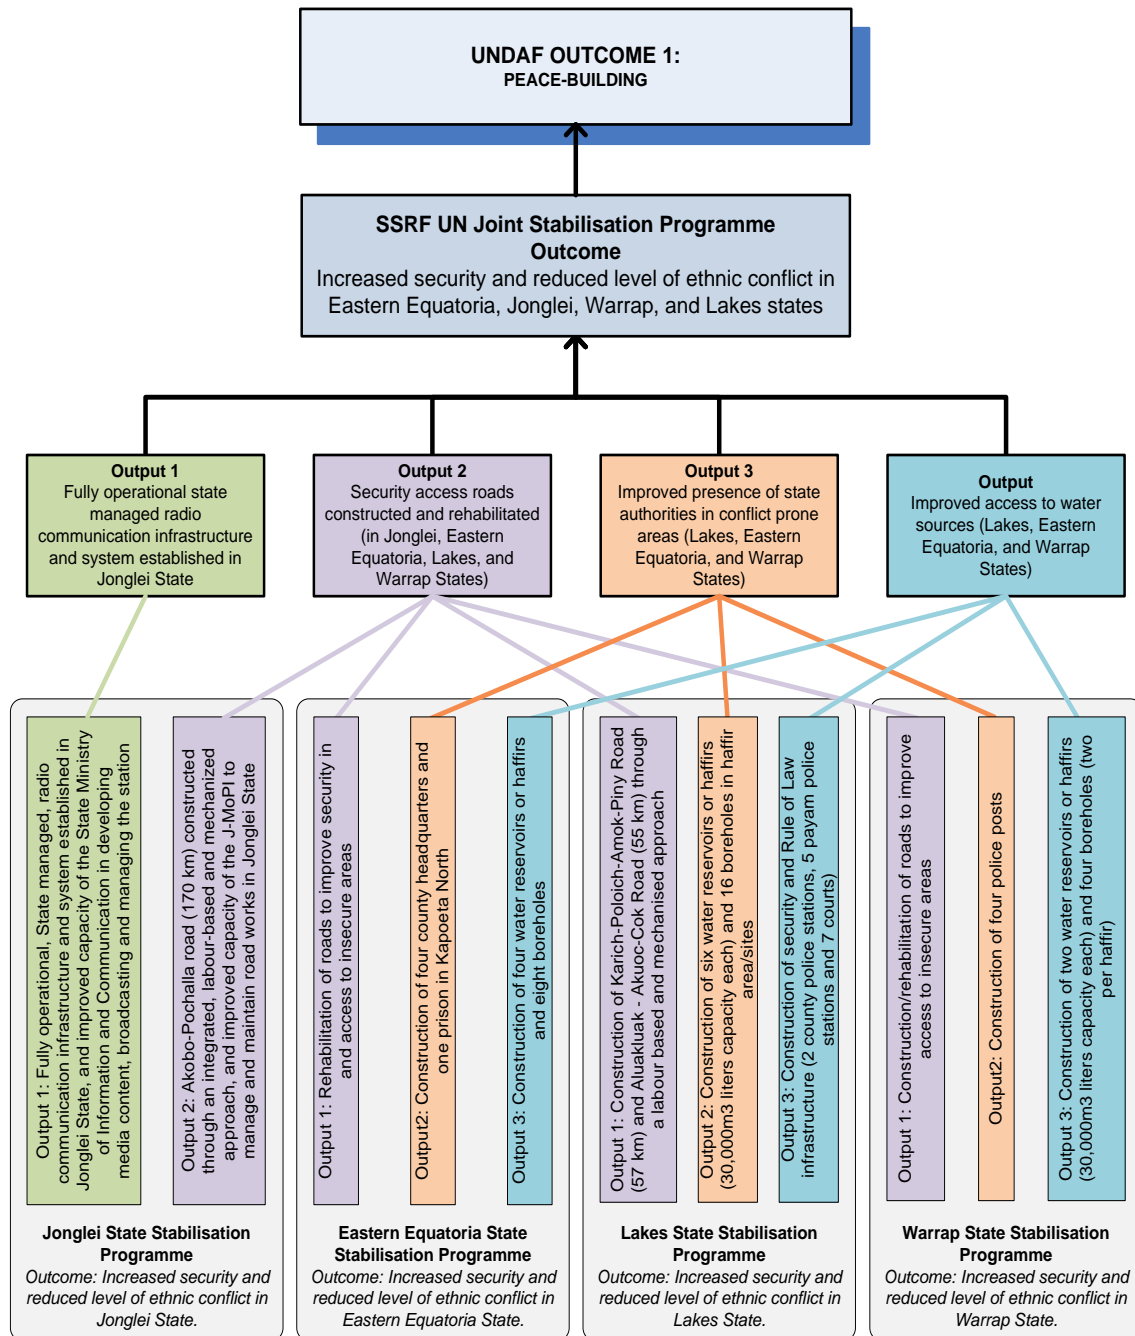 UNDAF OUTCOME 1:
PEACE-BUILDING
SSRF UN Joint Stabilisation Programme
Outcome
Increased security and reduced level of ethnic conflict in
Eastern Equatoria, Jonglei, Warrap, and Lakes states
Output 1
Fully operational state
managed radio
communication infrastructure
and system established in
Jonglei State
Output 2
Security access roads
constructed and rehabilitated
(in Jonglei, Eastern
Equatoria, Lakes, and
Warrap States)
Output 3
Improved presence of state
authorities in conflict prone
areas (Lakes, Eastern
Equatoria, and Warrap
States)
Output
Improved access to water
sources (Lakes, Eastern
Equatoria, and Warrap
States)
Output 1: Fully operational, State managed, radio
communication infrastructure and system established in
Jonglei State, and improved capacity of the State Ministry
of Information and Communication in developing
media content, broadcasting and managing the station
Output 2: Akobo-Pochalla road (170 km) constructed
through an integrated, labour-based and mechanized
approach, and improved capacity of the J-MoPI to
manage and maintain road works in Jonglei State
Jonglei State Stabilisation
Programme
Outcome: Increased security and
reduced level of ethnic conflict in
Jonglei State.
Output 1: Rehabilitation of roads to improve security in
and access to insecure areas
Output2: Construction of four county headquarters and
one prison in Kapoeta North
Output 3: Construction of four water reservoirs or haffirs
and eight boreholes
Eastern Equatoria State
Stabilisation Programme
Outcome: Increased security and
reduced level of ethnic conflict in
Eastern Equatoria State.
Output 1: Construction of Karich-Poloich-Amok-Piny Road
(57 km) and Aluakluak - Akuoc-Cok Road (55 km) through
a labour based and mechanised approach
Output 2: Construction of six water reservoirs or haffirs
(30,000m3 liters capacity each) and 16 boreholes in haffir
area/sites
Output 3: Construction of security and Rule of Law
infrastructure (2 county police stations, 5 payam police
stations and 7 courts)
Lakes State Stabilisation
Programme
Outcome: Increased security and
reduced level of ethnic conflict in
Lakes State.
Output 1: Construction/rehabilitation of roads to improve
access to insecure areas
Output2: Construction of four police posts
Output 3: Construction of two water reservoirs or haffirs
(30,000m3 liters capacity each) and four boreholes (two
per haffir)
Warrap State Stabilisation
Programme
Outcome: Increased security and
reduced level of ethnic conflict in
Warrap State.